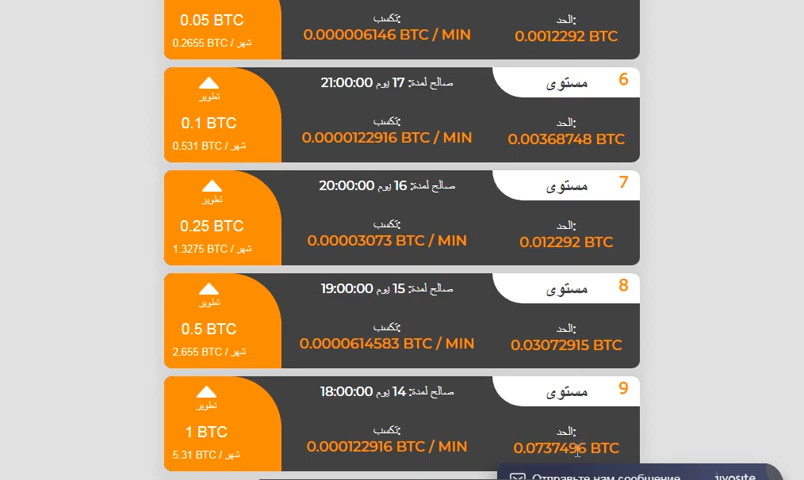 0.05 BTC
0.2655 BTC / شهر
تكسب:
0.000006146 BTC / MIN
الحد:
0.0012292 BTC
6 مستوى
صالح لمدة: 17 يوم 21:00:00
تطوير
0.1 BTC
0.531 BTC / شهر
تكسب:
0.0000122916 BTC / MIN
الحد:
0.00368748 BTC
7 مستوى
صالح لمدة: 16 يوم 20:00:00
تطوير
0.25 BTC
1.3275 BTC / شهر
تكسب:
0.00003073 BTC / MIN
الحد:
0.012292 BTC
8 مستوى
صالح لمدة: 15 يوم 19:00:00
تطوير
0.5 BTC
2.655 BTC / شهر
تكسب:
0.0000614583 BTC / MIN
الحد:
0.03072915 BTC
9 مستوى
صالح لمدة: 14 يوم 18:00:00
تطوير
1 BTC
5.31 BTC / شهر
تكسب:
0.000122916 BTC / MIN
الحد:
0.0737496 BTC
Отправьте нам сообщение jivosite